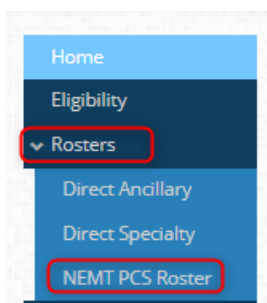 Home
Eligibility
Rosters
Direct Ancillary
Direct Specialty
NEMT PCS Roster